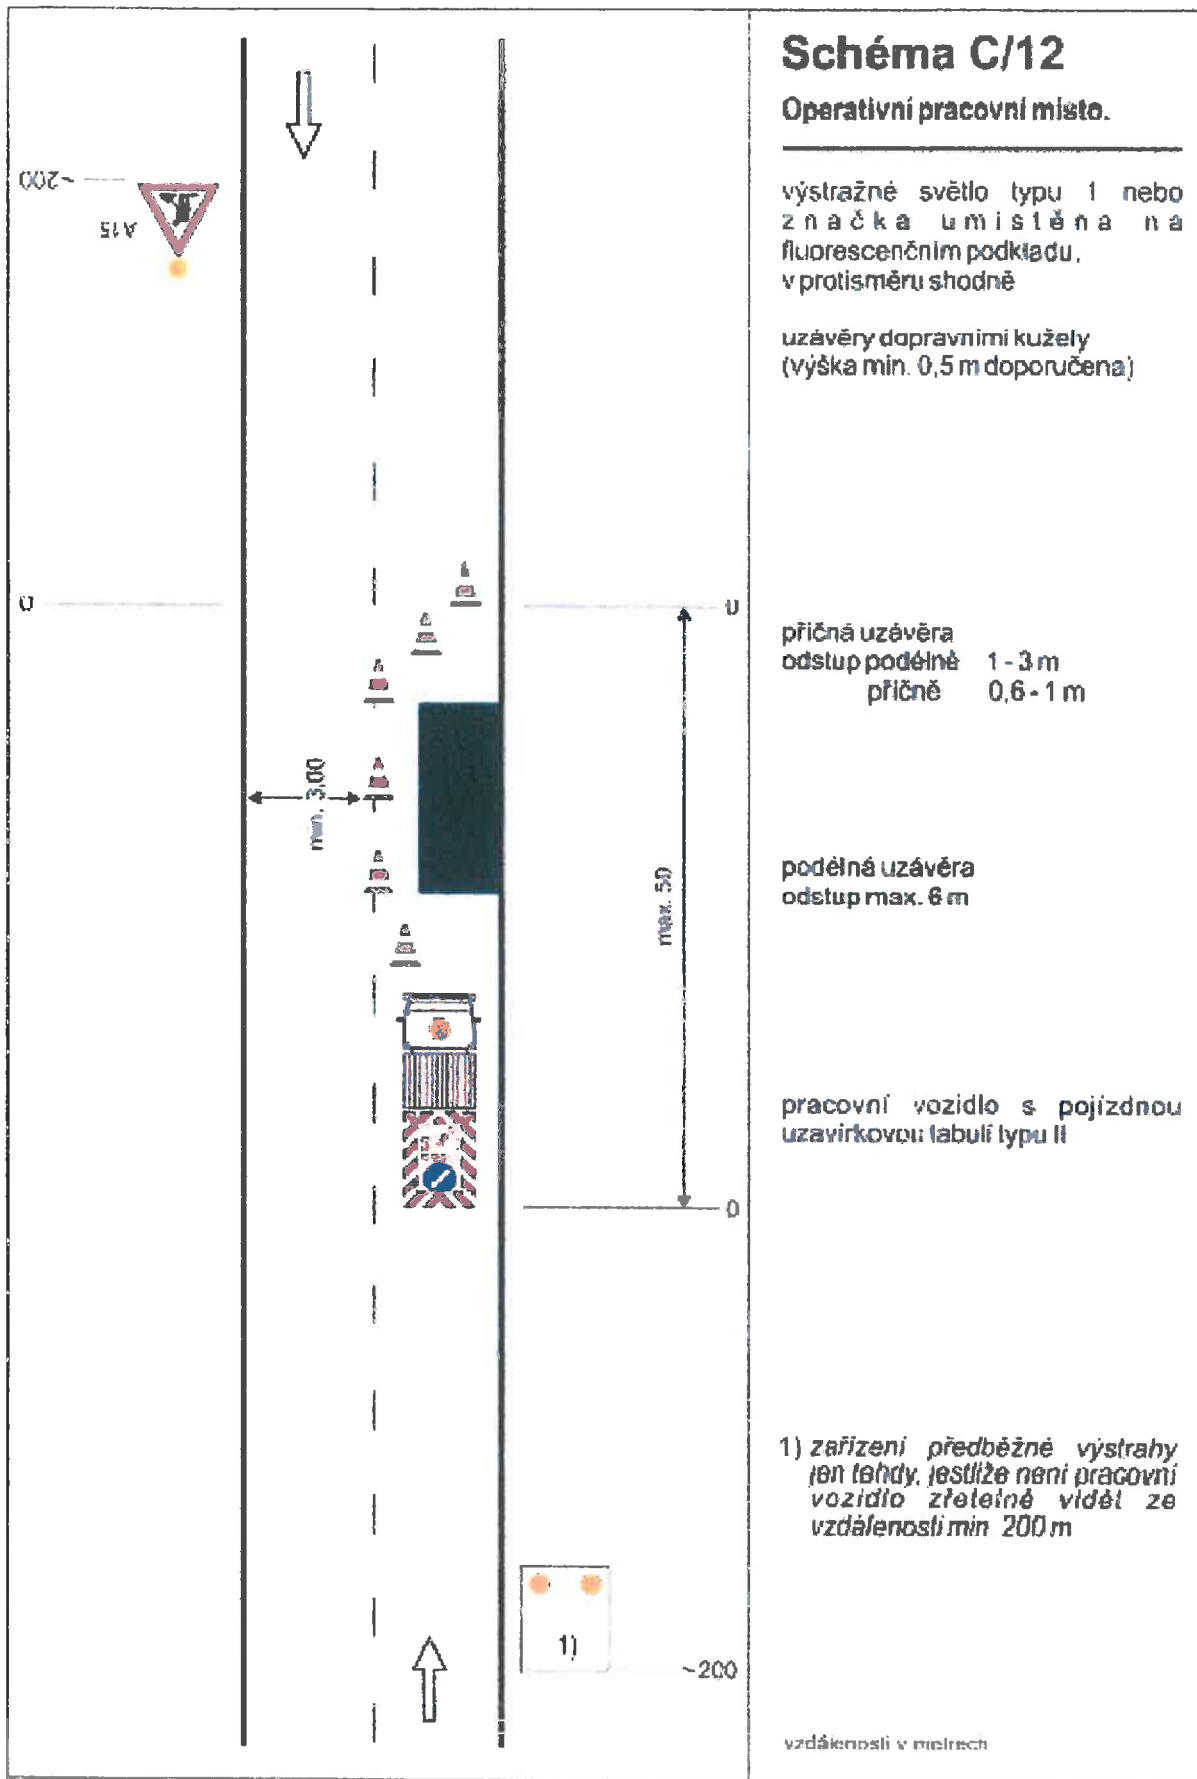 Schéma C/12
Operativní pracovní místo.
~200
A15
výstražné světlo typu 1 nebo
značka umístěna na
fluorescenčním podkladu,
v protisměru shodně
uzávěry dopravními kužely
(výška min. 0,5 m doporučena)
0
0
příčná uzávěra
odstup podélně 1 - 3 m
příčně 0,6 - 1 m
min. 3,00
max. 50
podélná uzávěra
odstup max. 6 m
pracovní vozidlo s pojízdnou
uzavírkovou tabulí typu II
0
1) zařízení předběžné výstrahy
jen tehdy, jestliže není pracovní
vozidlo zřetelně vidět ze
vzdálenosti min 200 m
1)
~200
vzdálenosti v metrech